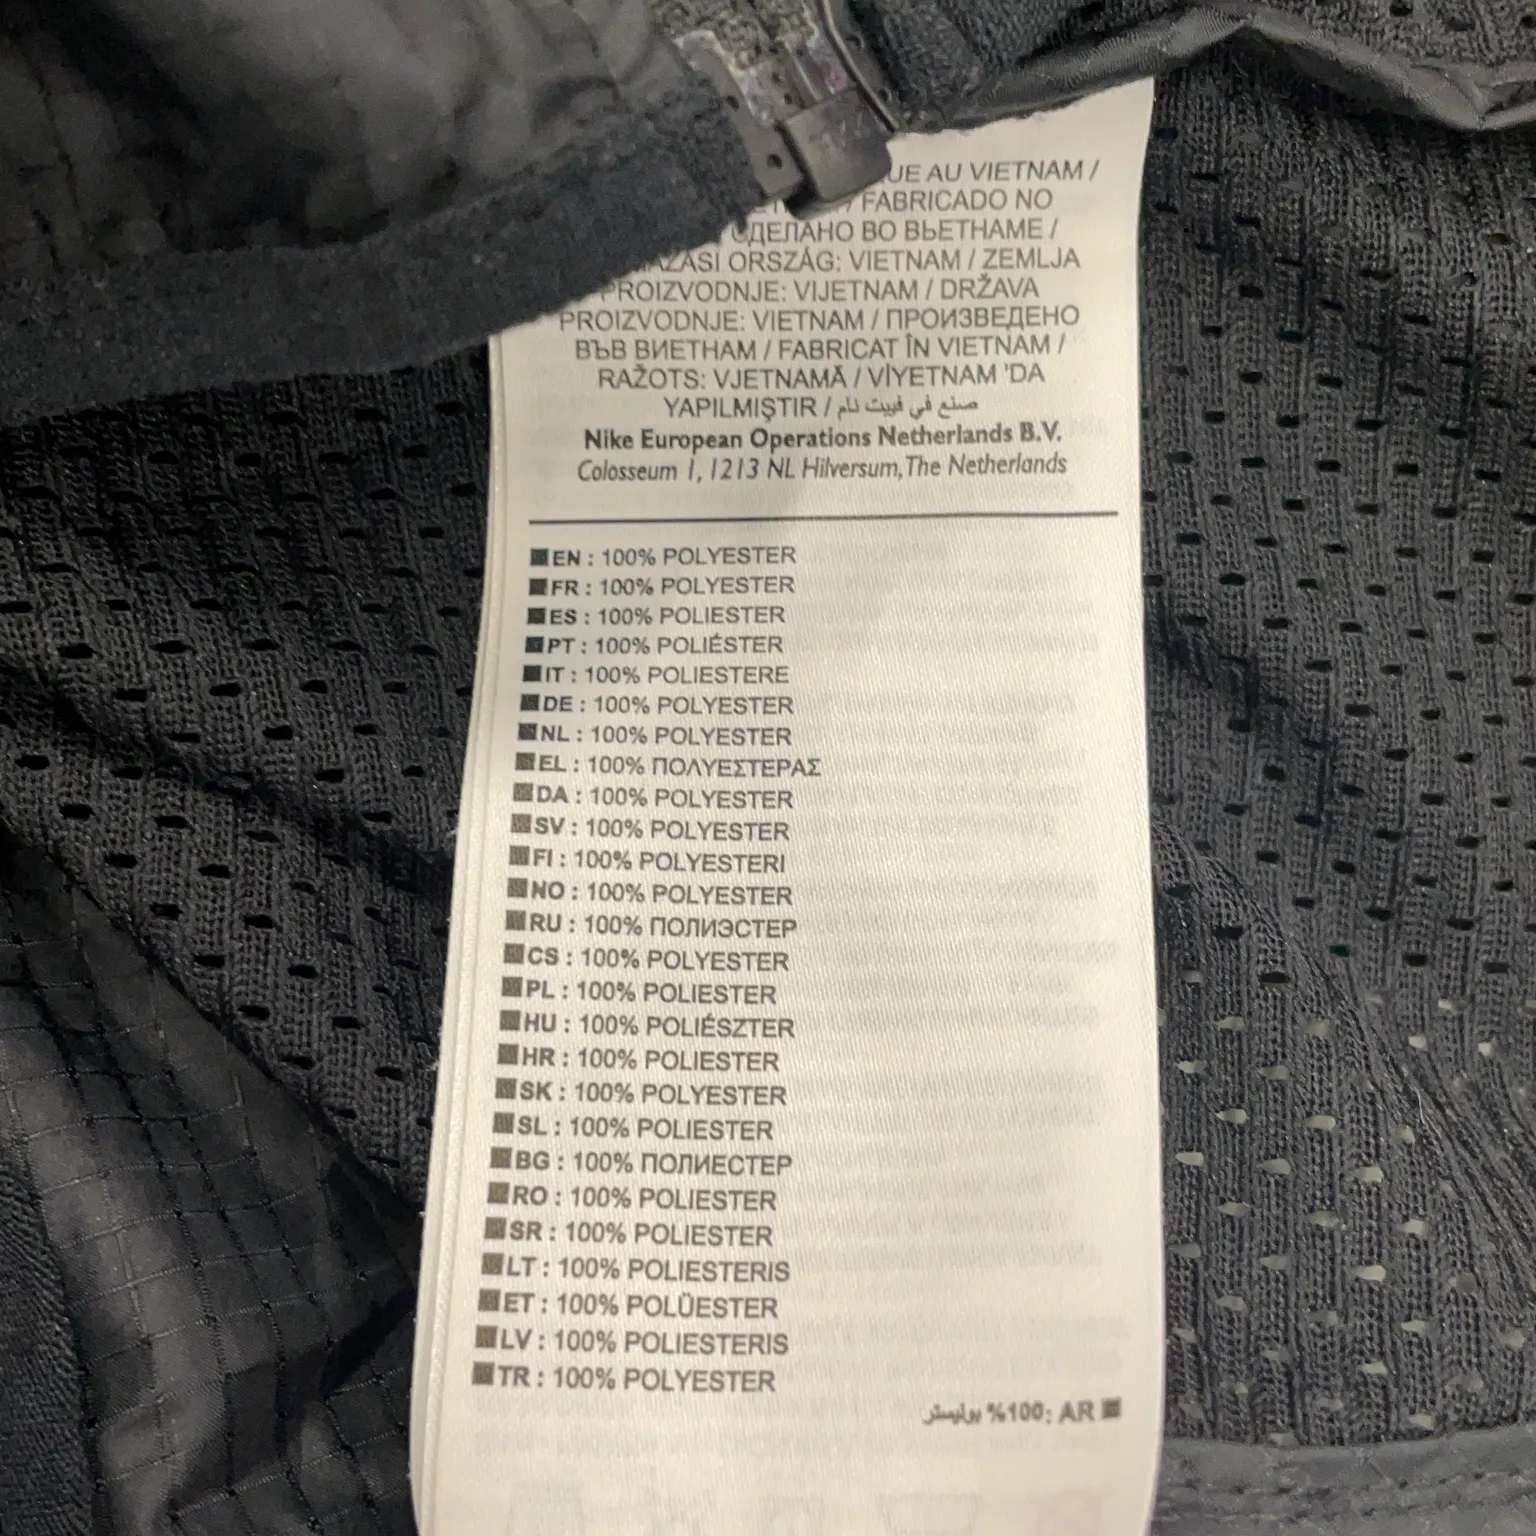 AU VIETNAM /
/ FABRICADO NO
СДЕЛАНО ВО ВЬЕТНАМЕ /
ORSZÁG: VIETNAM / ZEMLJA
PROIZVODNJE: VIJETNAM / DRŽAVA
PROIZVODNJE: VIETNAM / ПРОИЗВЕДЕНО
ВЪВ ВИЕТНАМ / FABRICAT ÎN VIETNAM /
RAŽOTS: VJETNAMĀ / VİYETNAM 'DA
YAPILMIŞTIR / صنع في فييت نام
Nike European Operations Netherlands B.V.
Colosseum 1, 1213 NL Hilversum, The Netherlands
EN : 100% POLYESTER
FR : 100% POLYESTER
ES : 100% POLIESTER
PT : 100% POLIÉSTER
IT : 100% POLIESTERE
DE : 100% POLYESTER
NL : 100% POLYESTER
EL : 100% ΠΟΛΥΕΣΤΕΡΑΣ
DA : 100% POLYESTER
SV : 100% POLYESTER
FI : 100% POLYESTERI
NO : 100% POLYESTER
RU : 100% ПОЛИЭСТЕР
CS : 100% POLYESTER
PL : 100% POLIESTER
HU : 100% POLIÉSZTER
HR : 100% POLIESTER
SK : 100% POLYESTER
SL : 100% POLIESTER
BG : 100% ПОЛИЕСТЕР
RO : 100% POLIESTER
SR : 100% POLIESTER
LT : 100% POLIESTERIS
ET : 100% POLÜESTER
LV : 100% POLIESTERIS
TR : 100% POLYESTER
AR :100% بوليستر